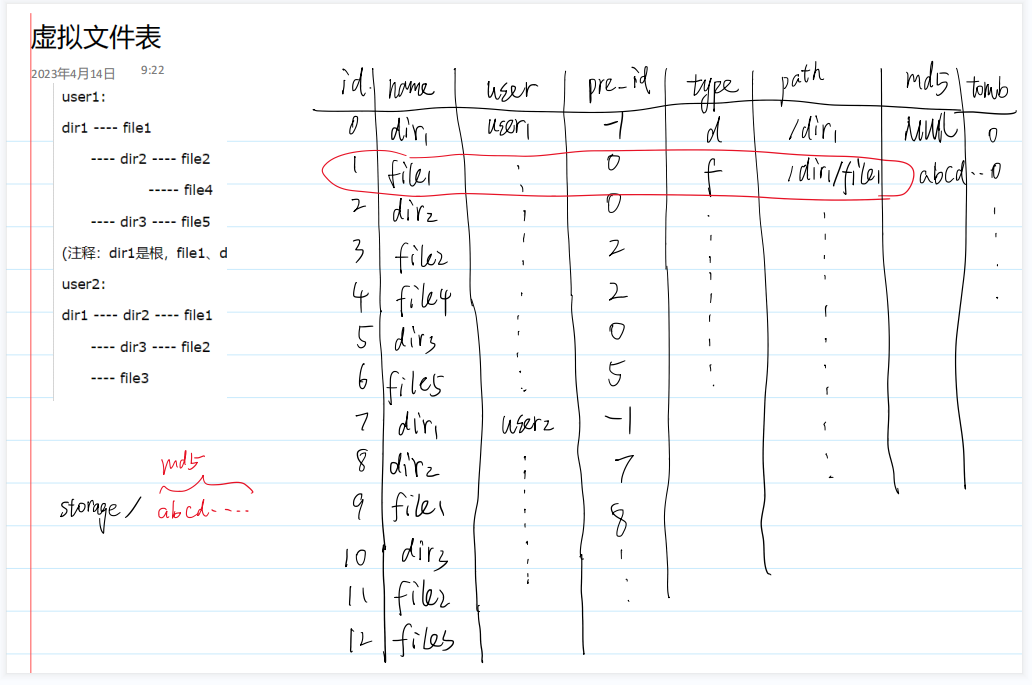 虚拟文件表
2023年4月14日 9:22
user1:
dir1 ---- file1
---- dir2 ---- file2
----- file4
---- dir3 ---- file5
(注释: dir1是根, file1、d
user2:
dir1 ---- dir2 ---- file1
---- dir3 ---- file2
---- file3
md5
storage / abcd....
id name user pre_id type path md5 tomb
0 dir1 user1 -1 d /dir1 NULL 0
1 file1 0 f /dir1/file1 abcd.. 0
2 dir2 0
3 file2 2
4 file4 2
5 dir3 0
6 file5 5
7 dir1 user2 -1
8 dir2 7
9 file1 8
10 dir3
11 file2
12 file3